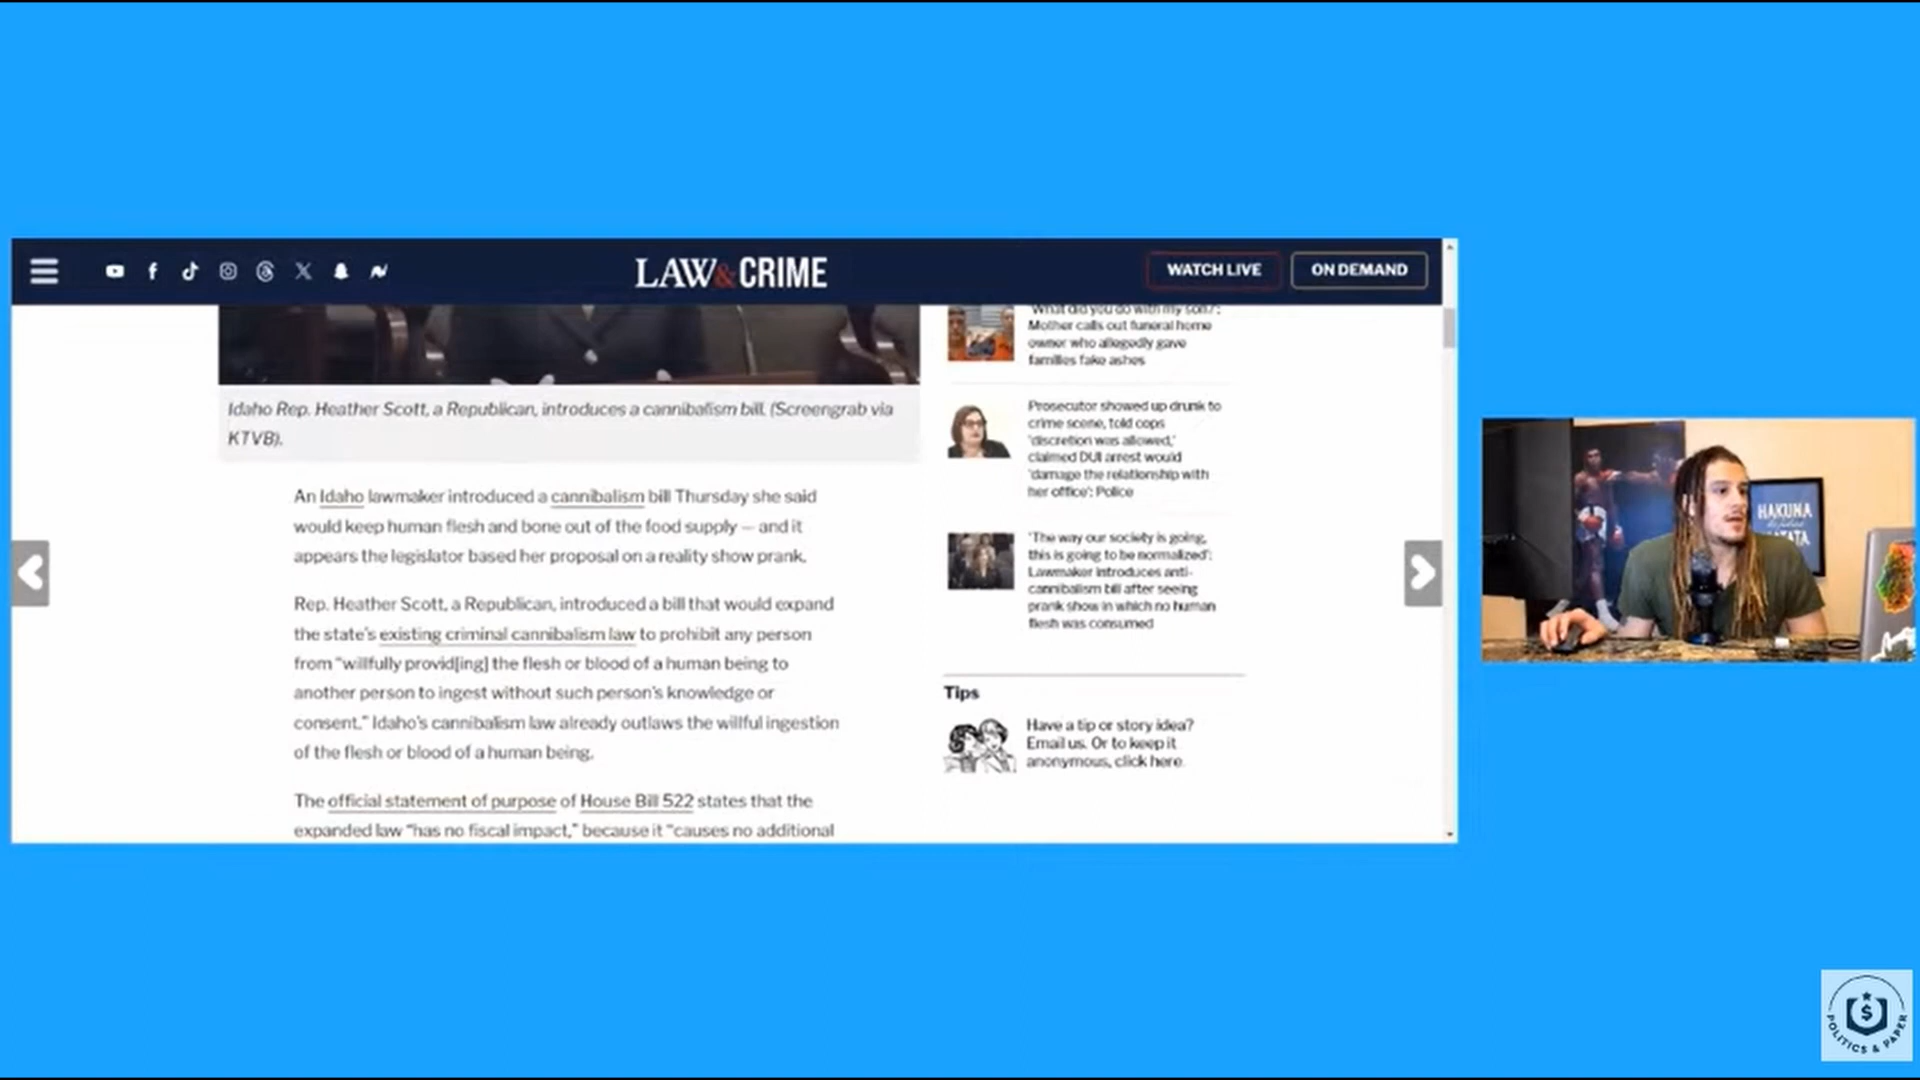 LAW&CRIME
WATCH LIVE
ON DEMAND
Idaho Rep. Heather Scott, a Republican, introduces a cannibalism bill. (Screengrab via
KTVB).
An Idaho lawmaker introduced a cannibalism bill Thursday she said
would keep human flesh and bone out of the food supply — and it
appears the legislator based her proposal on a reality show prank.
Rep. Heather Scott, a Republican, introduced a bill that would expand
the state's existing criminal cannibalism law to prohibit any person
from “willfully provid[ing] the flesh or blood of a human being to
another person to ingest without such person's knowledge or
consent.” Idaho's cannibalism law already outlaws the willful ingestion
of the flesh or blood of a human being.
The official statement of purpose of House Bill 522 states that the
expanded law “has no fiscal impact,” because it “causes no additional
'What did you do with my son?':
Mother calls out funeral home
owner who allegedly gave
families fake ashes
Prosecutor showed up drunk to
crime scene, told cops
'discretion was allowed,'
claimed DUI arrest would
'damage the relationship with
her office': Police
'The way our society is going,
this is going to be normalized':
Lawmaker introduces anti-
cannibalism bill after seeing
prank show in which no human
flesh was consumed
Tips
Have a tip or story idea?
Email us. Or to keep it
anonymous, click here.
HAKUNA
POLITICS & PAPER
$